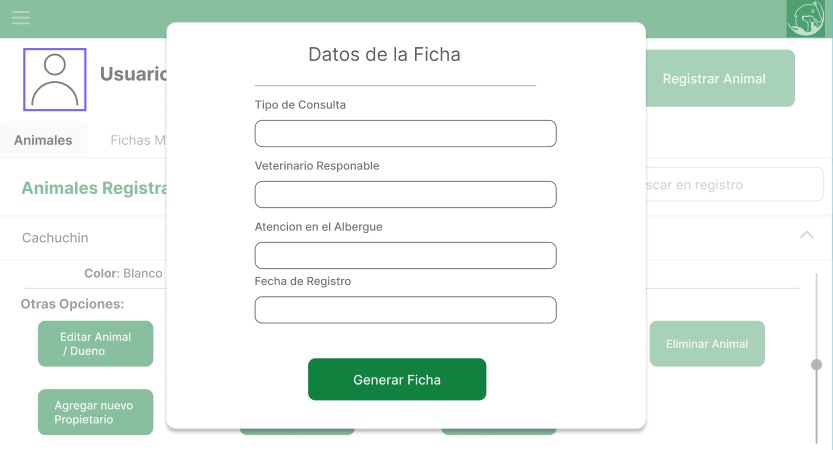 Datos de la Ficha
Usuario
Registrar Animal
Tipo de Consulta
Animales
Fichas M
Veterinario Responable
Animales Registra
scar en registro
Atencion en el Albergue
Cachuchin
Color: Blanco
Fecha de Registro
Otras Opciones:
Editar Animal
/ Dueno
Eliminar Animal
Generar Ficha
Agregar nuevo
Propietario